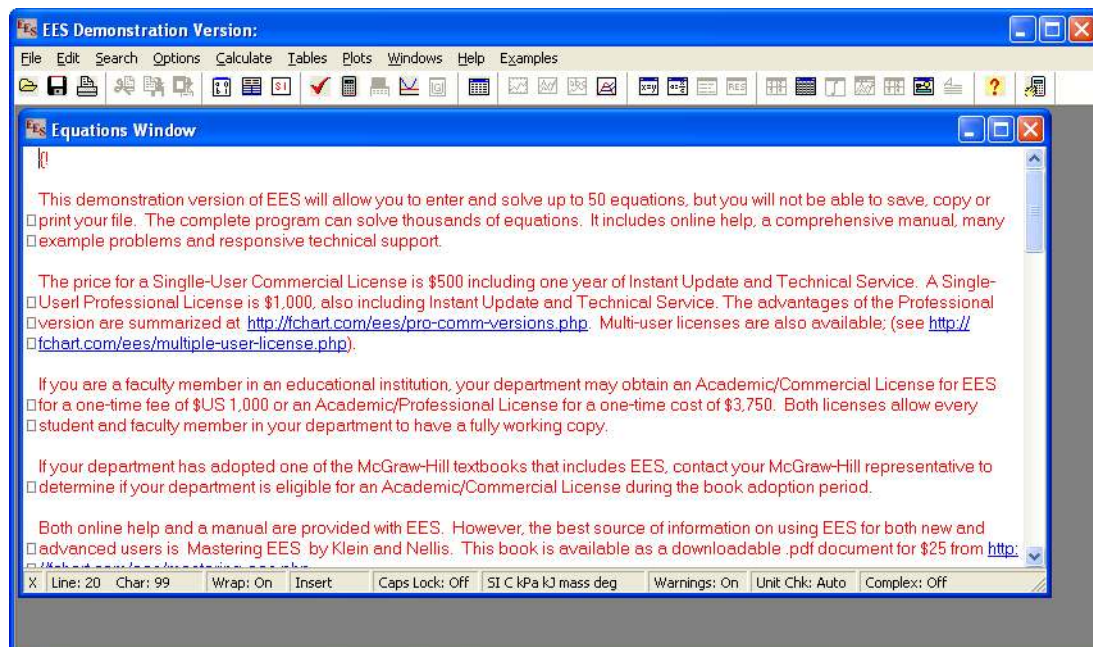 EES Demonstration Version:
File Edit Search Options Calculate Tables Plots Windows Help Examples
Equations Window
{!
This demonstration version of EES will allow you to enter and solve up to 50 equations, but you will not be able to save, copy or
print your file. The complete program can solve thousands of equations. It includes online help, a comprehensive manual, many
example problems and responsive technical support.
The price for a Singlle-User Commercial License is $500 including one year of Instant Update and Technical Service. A Single-
Userl Professional License is $1,000, also including Instant Update and Technical Service. The advantages of the Professional
version are summarized at http://fchart.com/ees/pro-comm-versions.php. Multi-user licenses are also available; (see http://
fchart.com/ees/multiple-user-license.php).
If you are a faculty member in an educational institution, your department may obtain an Academic/Commercial License for EES
for a one-time fee of $US 1,000 or an Academic/Professional License for a one-time cost of $3,750. Both licenses allow every
student and faculty member in your department to have a fully working copy.
If your department has adopted one of the McGraw-Hill textbooks that includes EES, contact your McGraw-Hill representative to
determine if your department is eligible for an Academic/Commercial License during the book adoption period.
Both online help and a manual are provided with EES. However, the best source of information on using EES for both new and
advanced users is Mastering EES by Klein and Nellis. This book is available as a downloadable .pdf document for $25 from http:
X Line: 20 Char: 99 Wrap: On Insert Caps Lock: Off SI C kPa kJ mass deg Warnings: On Unit Chk: Auto Complex: Off